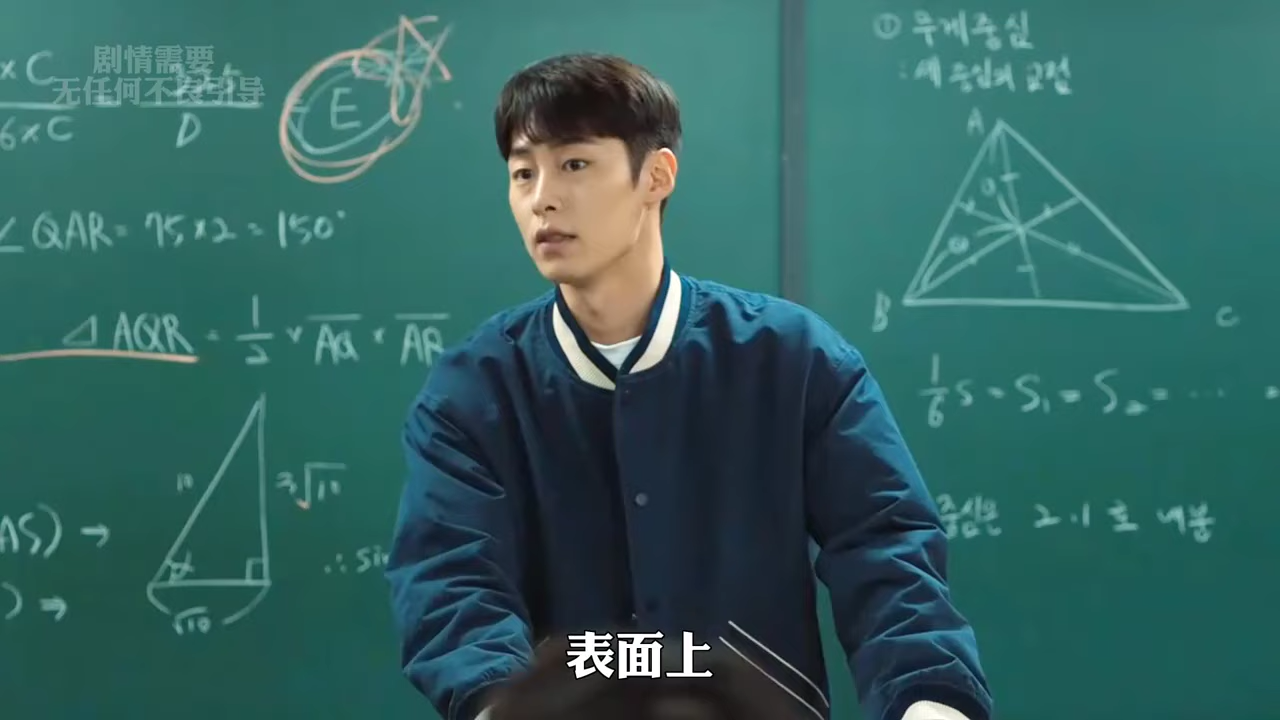 剧情需要
无任何不良引导
×C
6×C
D
E
∠QAR = 75×2 = 150°
⊿AQR = 1/2 × AQ × AR
10
3√10
√10
AS) →
) →
∴ sin
① 무게중심
: 세 중선의 교점
A
B
C
1/6 S = S₁ = S₂ = ⋯
중심은 2:1로 내분
表面上